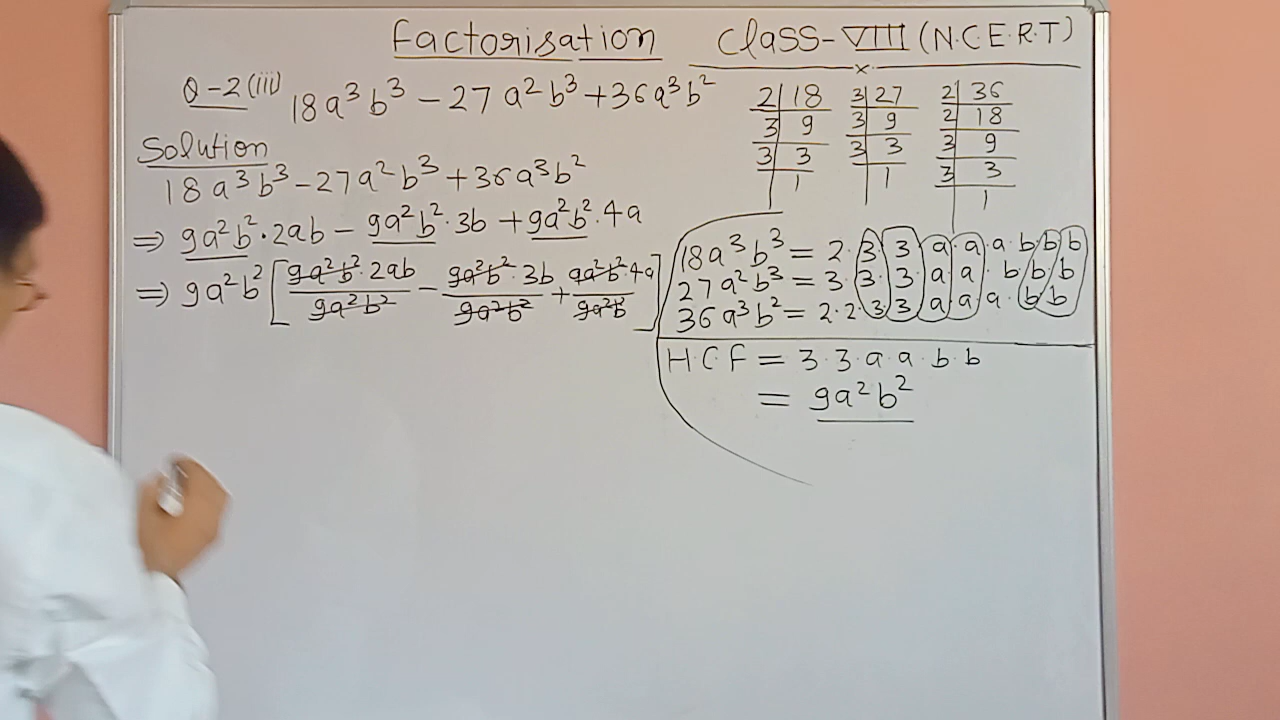 Factorisation Class-VIII (N.C.E.R.T)
Q-2(iii) 18a³b³ - 27a²b³ + 36a³b²
Solution
18a³b³ - 27a²b³ + 36a³b²
⇒ 9a²b²·2ab - 9a²b²·3b + 9a²b²·4a
⇒ 9a²b² [ 9a²b²·2ab / 9a²b² - 9a²b²·3b / 9a²b² + 9a²b²·4a / 9a²b² ]
2 | 18
3 | 9
3 | 3
| 1
3 | 27
3 | 9
3 | 3
| 1
2 | 36
2 | 18
3 | 9
3 | 3
| 1
18a³b³ = 2·3·3·a·a·a·b·b·b
27a²b³ = 3·3·3·a·a·b·b·b
36a³b² = 2·2·3·3·a·a·a·b·b
H.C.F = 3·3·a·a·b·b
= 9a²b²